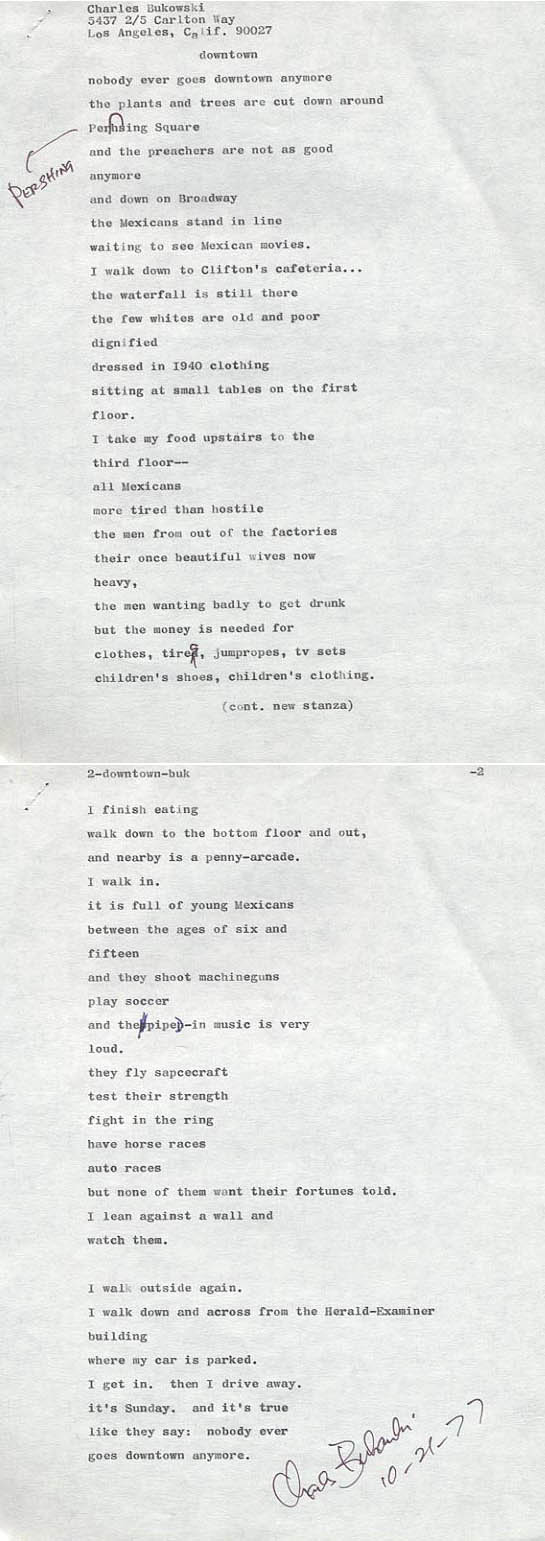 Charles Bukowski
5437 2/5 Carlton Way
Los Angeles, Calif. 90027
downtown
nobody ever goes downtown anymore
the plants and trees are cut down around
Perhsing Square
PERSHING
and the preachers are not as good
anymore
and down on Broadway
the Mexicans stand in line
waiting to see Mexican movies.
I walk down to Clifton's cafeteria...
the waterfall is still there
the few whites are old and poor
dignified
dressed in I940 clothing
sitting at small tables on the first
floor.
I take my food upstairs to the
third floor--
all Mexicans
more tired than hostile
the men from out of the factories
their once beautiful wives now
heavy,
the men wanting badly to get drunk
but the money is needed for
clothes, tires, jumpropes, tv sets
children's shoes, children's clothing.
(cont. new stanza)
2-downtown-buk -2
I finish eating
walk down to the bottom floor and out,
and nearby is a penny-arcade.
I walk in.
it is full of young Mexicans
between the ages of six and
fifteen
and they shoot machineguns
play soccer
and the piped-in music is very
loud.
they fly sapcecraft
test their strength
fight in the ring
have horse races
auto races
but none of them want their fortunes told.
I lean against a wall and
watch them.
I walk outside again.
I walk down and across from the Herald-Examiner
building
where my car is parked.
I get in. then I drive away.
it's Sunday. and it's true
like they say: nobody ever
goes downtown anymore.
Charles Bukowski
10-21-77